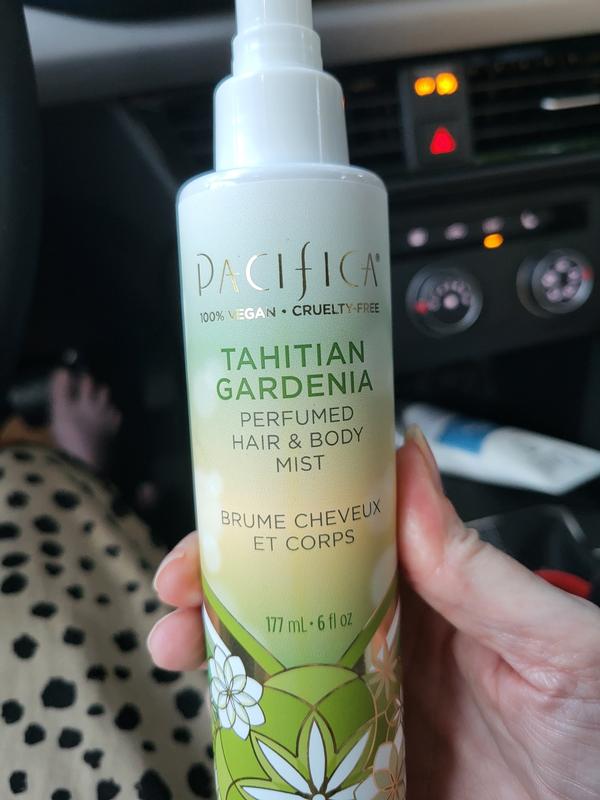 PACIFICA®
100% VEGAN • CRUELTY-FREE
TAHITIAN
GARDENIA
PERFUMED
HAIR & BODY
MIST
BRUME CHEVEUX
ET CORPS
177 mL • 6 fl oz